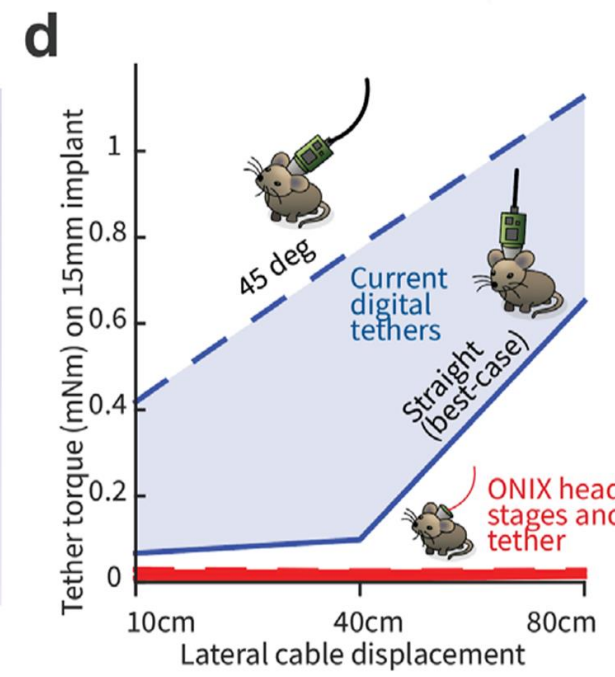 d
Tether torque (mNm) on 15mm implant
1
0.8
0.6
0.4
0.2
0
45 deg
Current
digital
tethers
Straight
(best-case)
ONIX head
stages and
tether
10cm
40cm
80cm
Lateral cable displacement